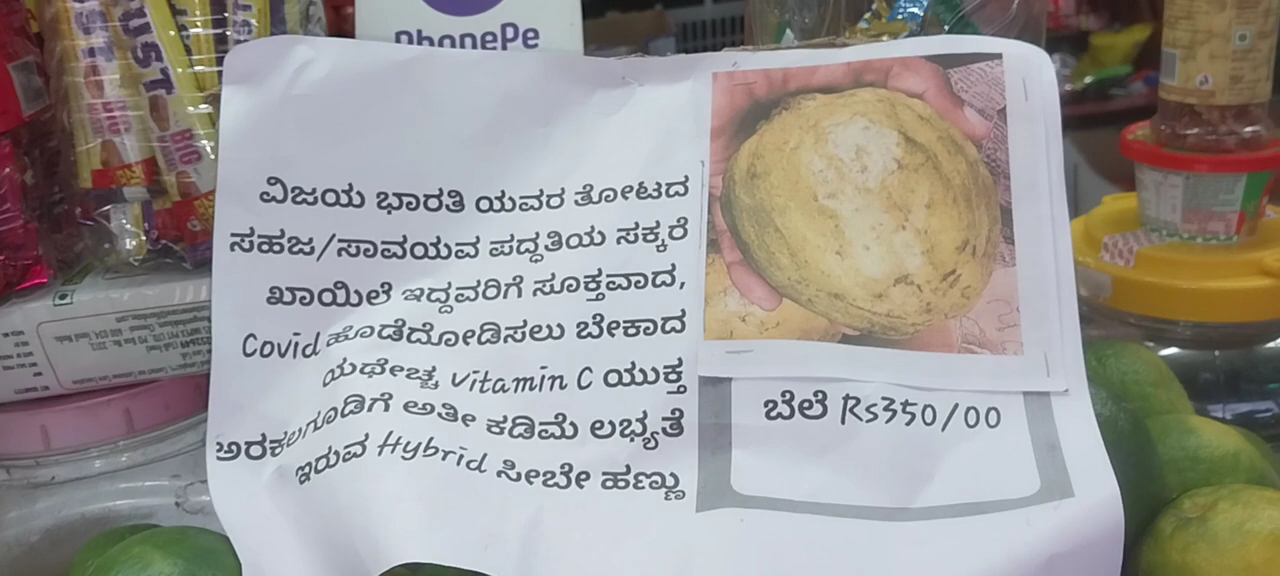 PhonePe
ವಿಜಯ ಭಾರತಿ ಯವರ ತೋಟದ
ಸಹಜ/ಸಾವಯವ ಪದ್ಧತಿಯ ಸಕ್ಕರೆ
ಖಾಯಿಲೆ ಇದ್ದವರಿಗೆ ಸೂಕ್ತವಾದ,
Covid ಹೊಡೆದೋಡಿಸಲು ಬೇಕಾದ
ಯಥೇಚ್ಚ Vitamin C ಯುಕ್ತ
ಅರಕಲಗೂಡಿಗೆ ಅತೀ ಕಡಿಮೆ ಲಭ್ಯತೆ
ಇರುವ Hybrid ಸೀಬೇ ಹಣ್ಣು
ಬೆಲೆ Rs350/00